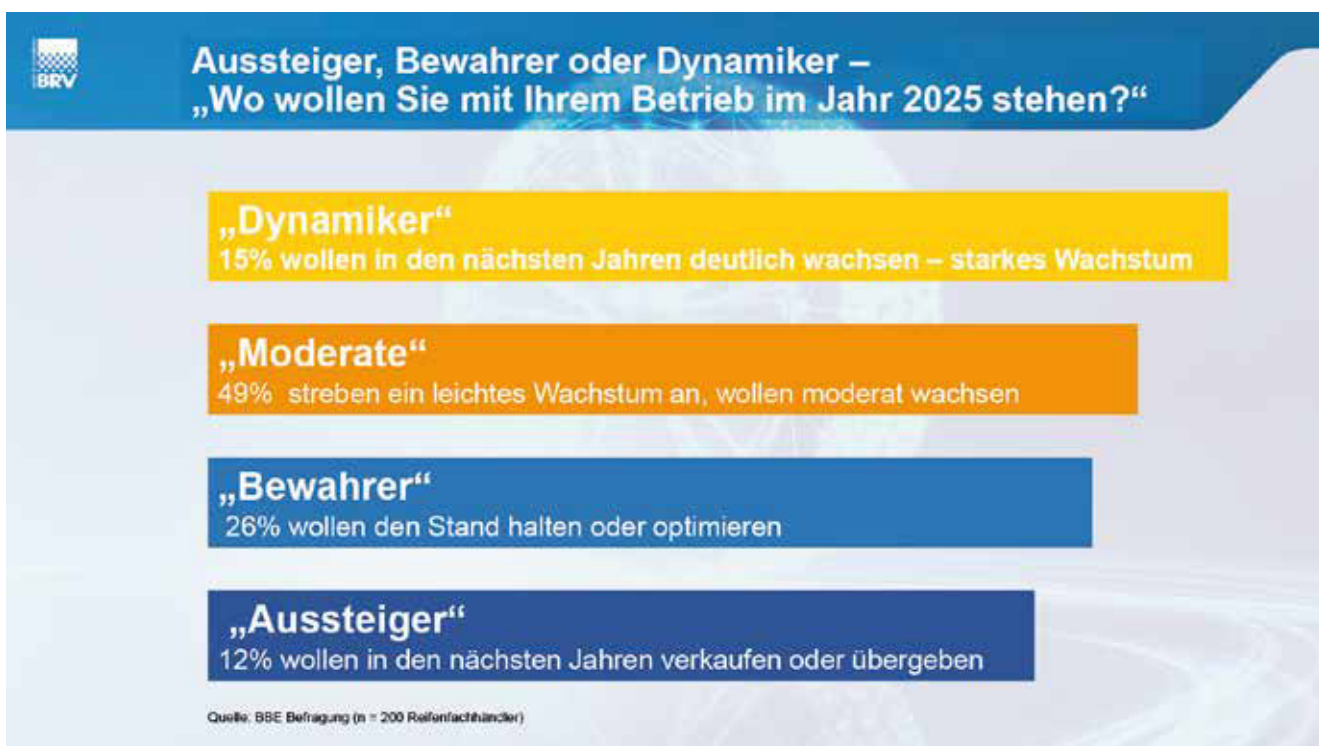 BRV
Aussteiger, Bewahrer oder Dynamiker –
„Wo wollen Sie mit Ihrem Betrieb im Jahr 2025 stehen?“
„Dynamiker“
15% wollen in den nächsten Jahren deutlich wachsen – starkes Wachstum
„Moderate“
49% streben ein leichtes Wachstum an, wollen moderat wachsen
„Bewahrer“
26% wollen den Stand halten oder optimieren
„Aussteiger“
12% wollen in den nächsten Jahren verkaufen oder übergeben
Quelle: BBE Befragung (n = 200 Reifenfachhändler)